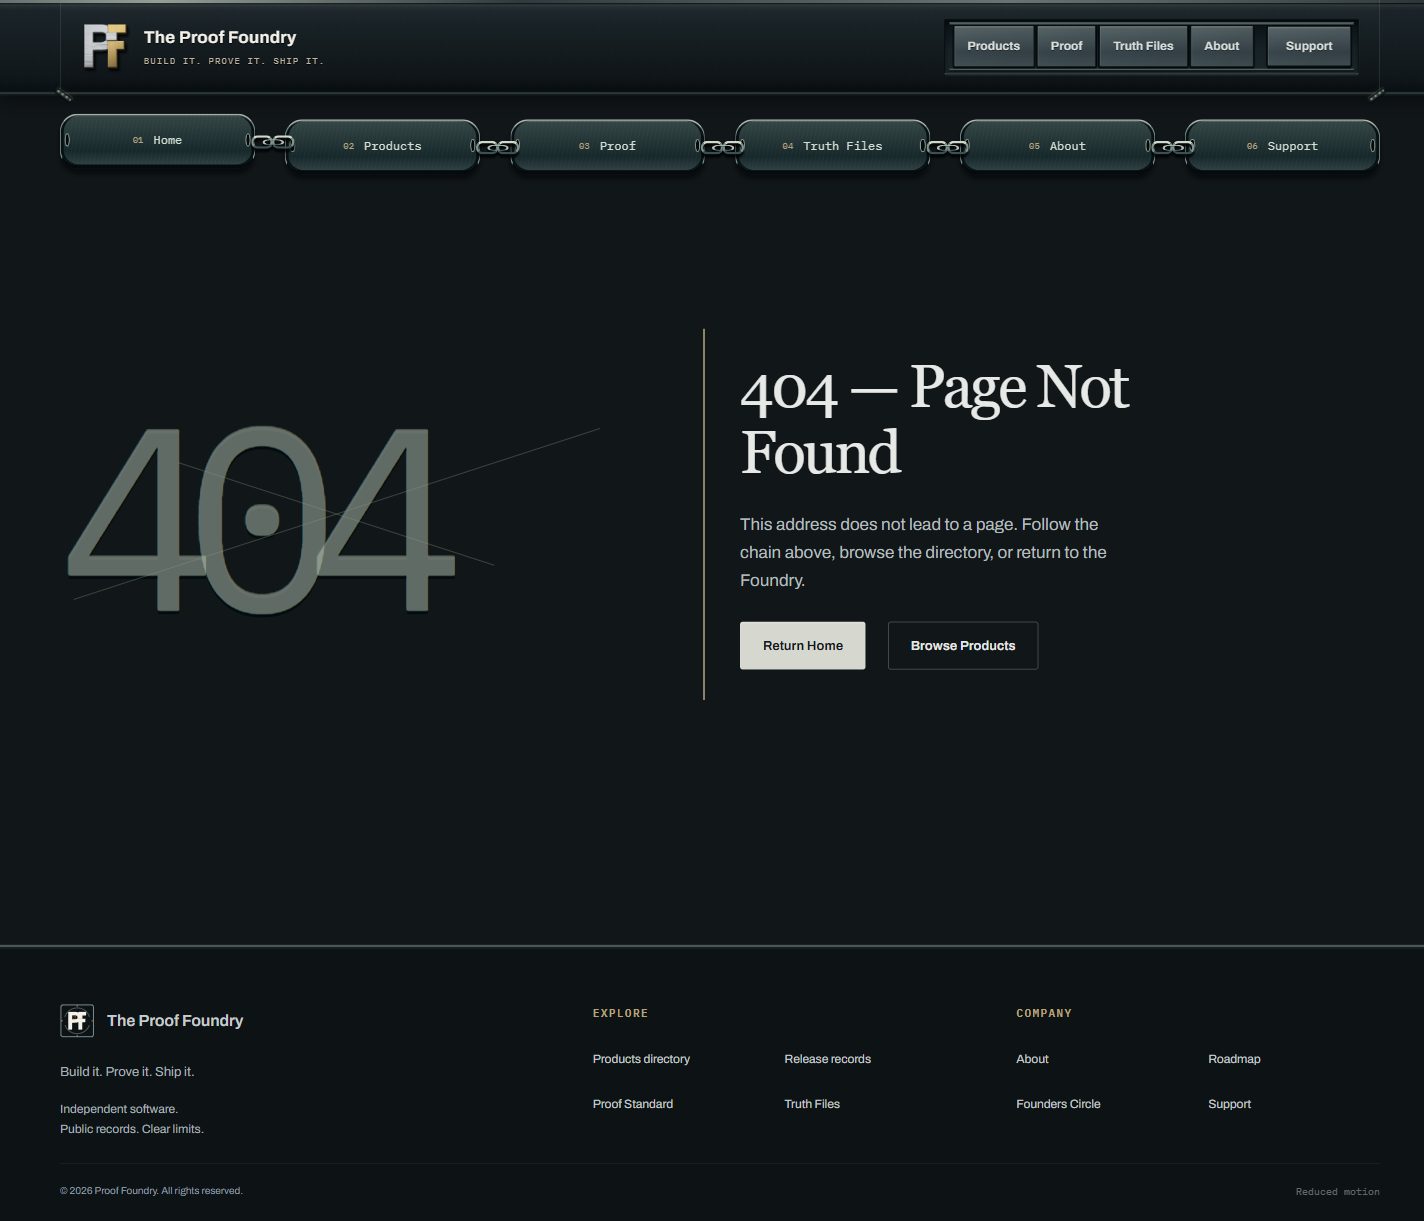 PF
The Proof Foundry
BUILD IT. PROVE IT. SHIP IT.
Products
Proof
Truth Files
About
Support
01 Home
02 Products
03 Proof
04 Truth Files
05 About
06 Support
404
404 — Page Not
Found
This address does not lead to a page. Follow the
chain above, browse the directory, or return to the
Foundry.
Return Home
Browse Products
PF
The Proof Foundry
Build it. Prove it. Ship it.
Independent software.
Public records. Clear limits.
EXPLORE
Products directory
Release records
Proof Standard
Truth Files
COMPANY
About
Roadmap
Founders Circle
Support
© 2026 Proof Foundry. All rights reserved.
Reduced motion